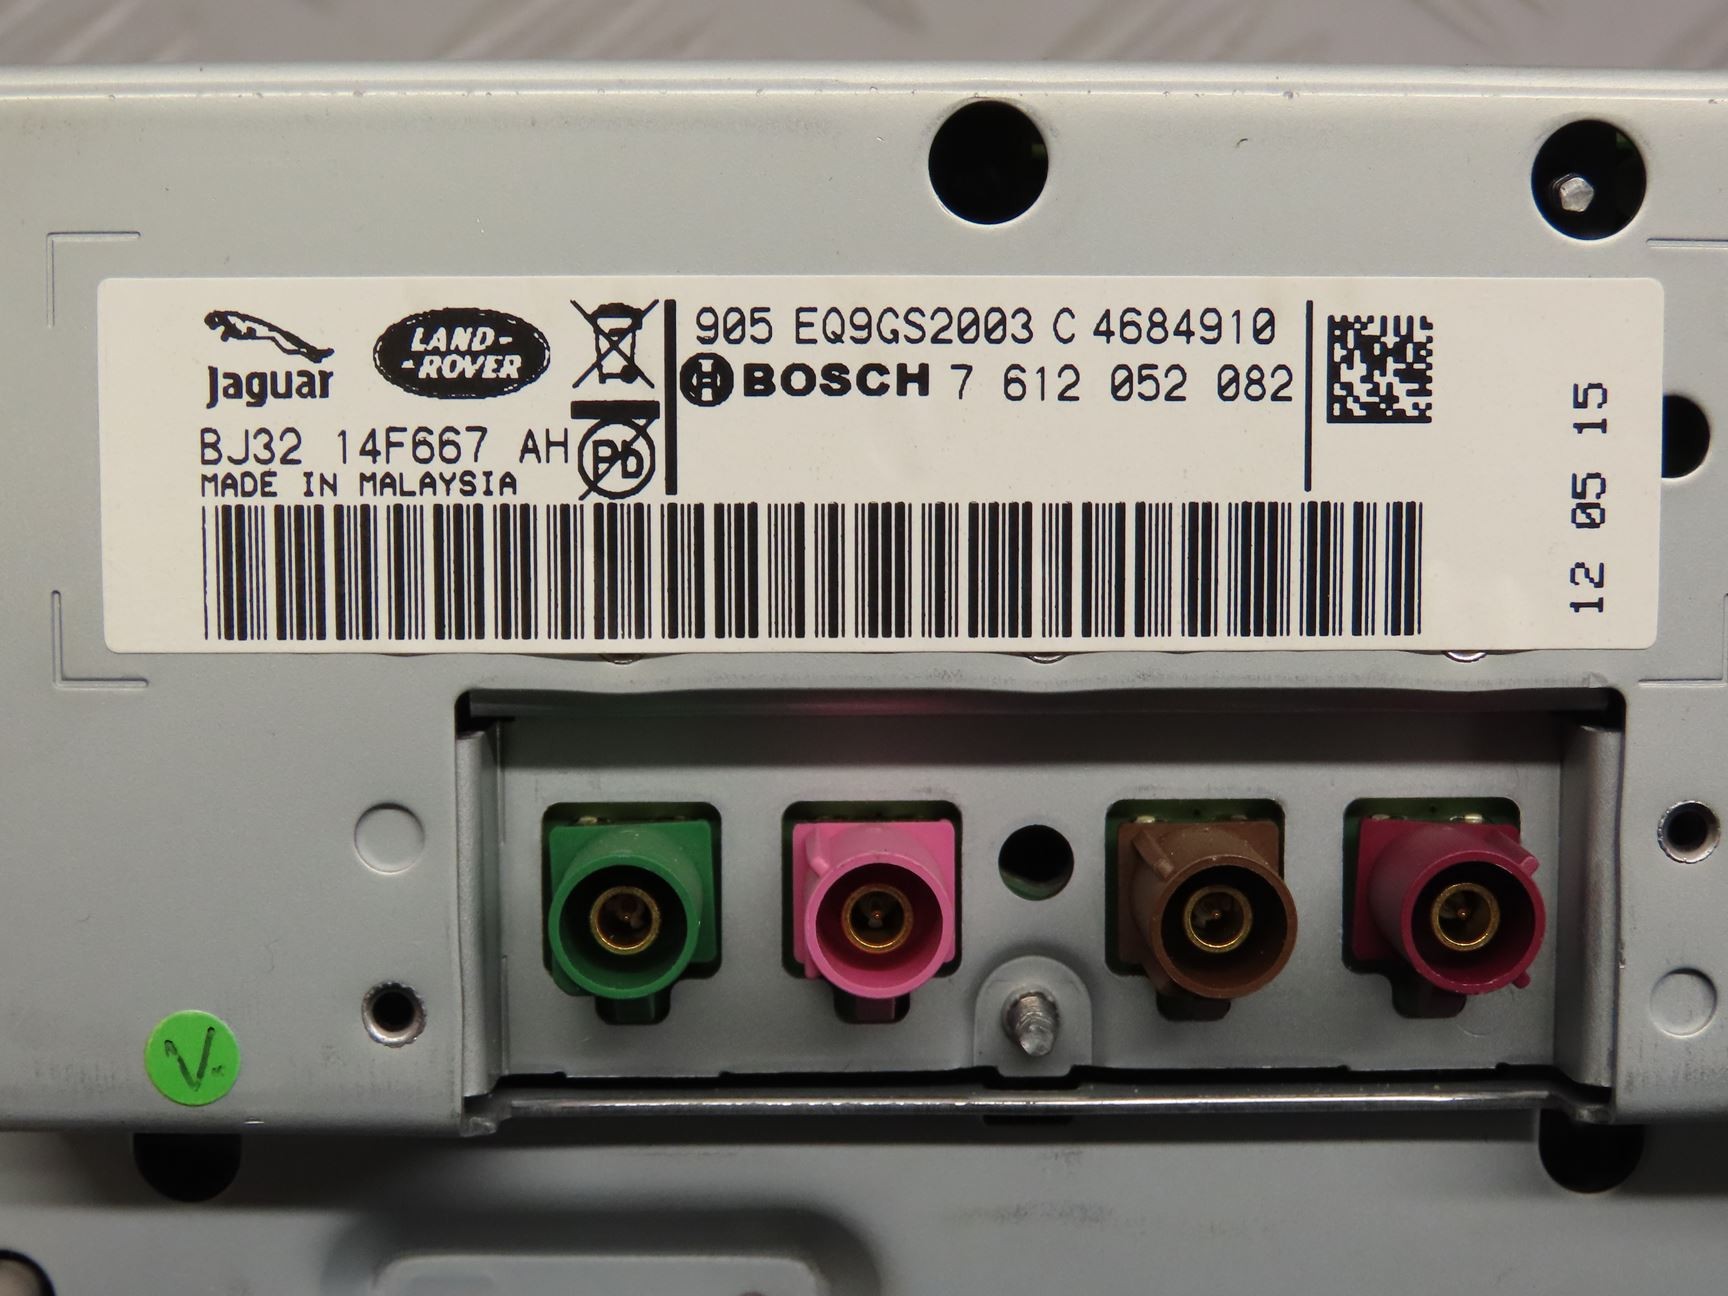 Jaguar
LAND-
-ROVER
BJ32 14F667 AH
MADE IN MALAYSIA
Pb
905 EQ9GS2003 C 4684910
BOSCH 7 612 052 082
12 05 15
V